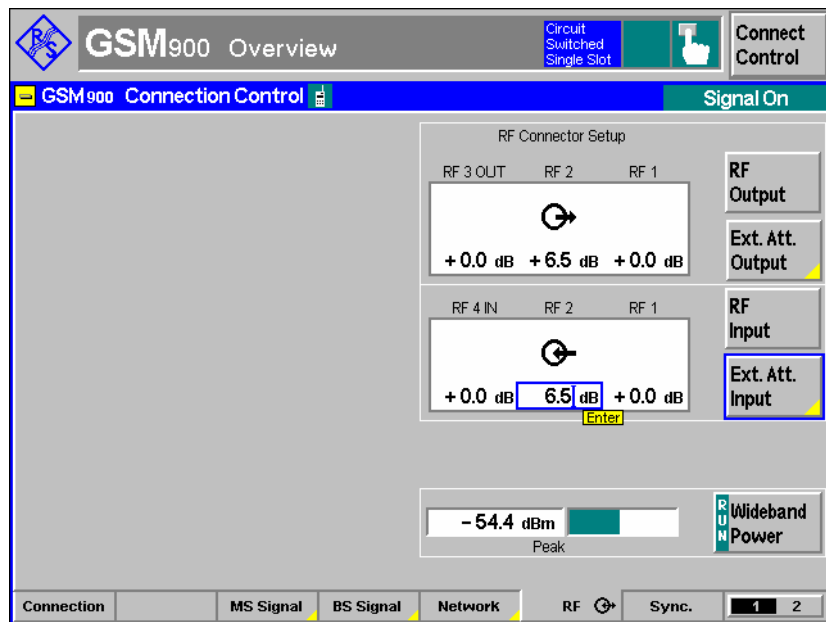 R&S
GSM900 Overview
Circuit
Switched
Single Slot
Connect
Control
GSM 900 Connection Control
Signal On
RF Connector Setup
RF 3 OUT RF 2 RF 1
+ 0.0 dB + 6.5 dB + 0.0 dB
RF
Output
Ext. Att.
Output
RF 4 IN RF 2 RF 1
+ 0.0 dB 6.5 dB + 0.0 dB
Enter
RF
Input
Ext. Att.
Input
- 54.4 dBm
Peak
RUN
Wideband
Power
Connection MS Signal BS Signal Network RF Sync. 1 2